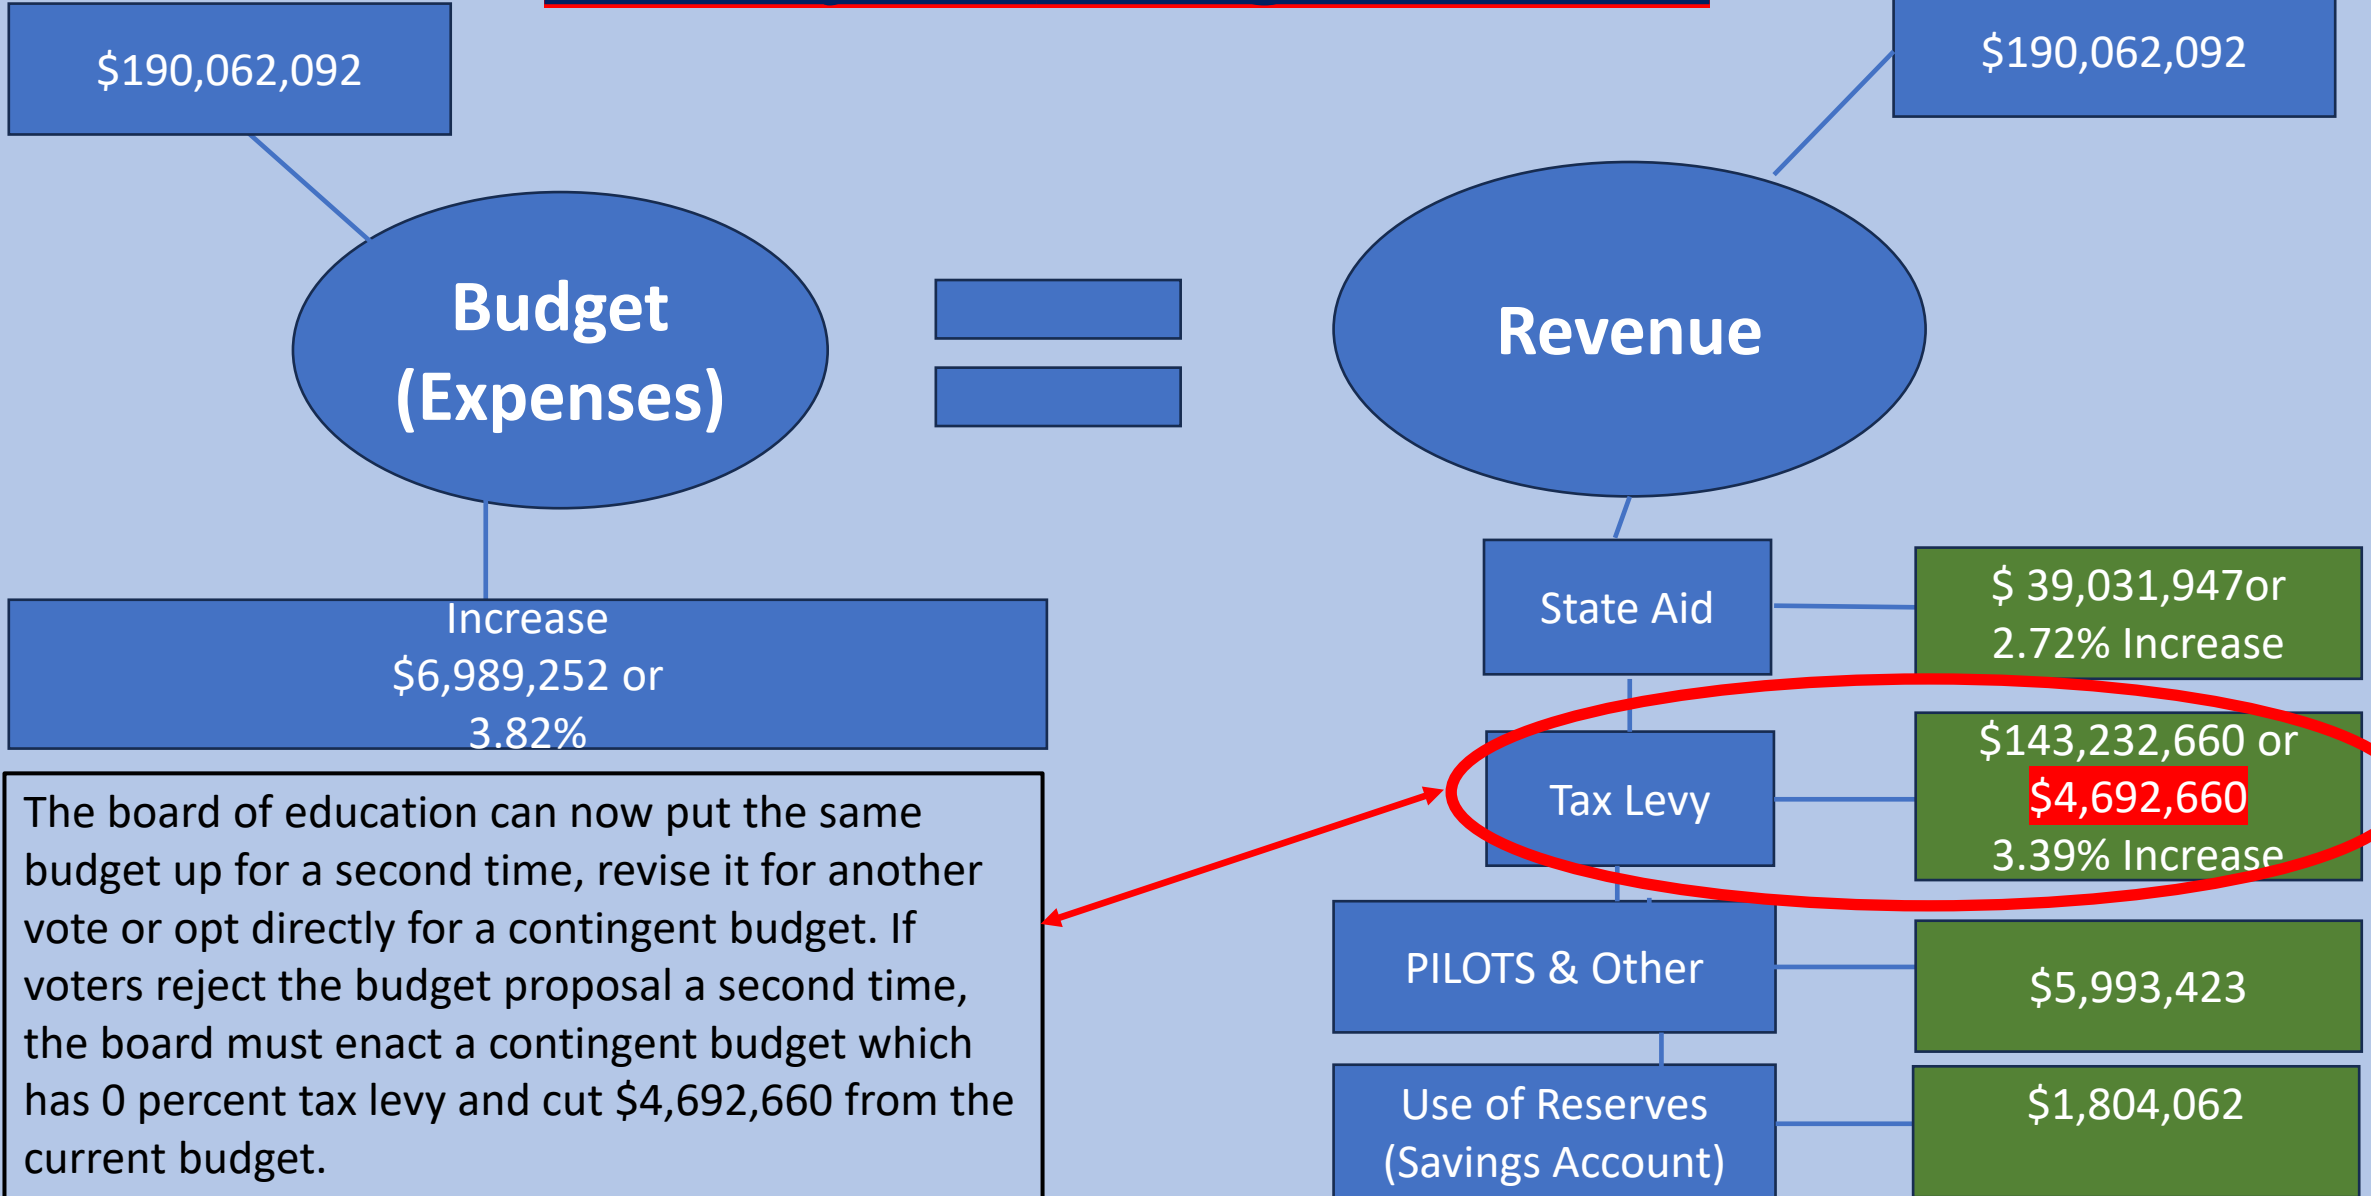 $190,062,092
$190,062,092
Budget
(Expenses)
Revenue
Increase
$6,989,252 or
3.82%
State Aid
$ 39,031,947or
2.72% Increase
Tax Levy
$143,232,660 or
$4,692,660
3.39% Increase
The board of education can now put the same
budget up for a second time, revise it for another
vote or opt directly for a contingent budget. If
voters reject the budget proposal a second time,
the board must enact a contingent budget which
has 0 percent tax levy and cut $4,692,660 from the
current budget.
PILOTS & Other
$5,993,423
Use of Reserves
(Savings Account)
$1,804,062